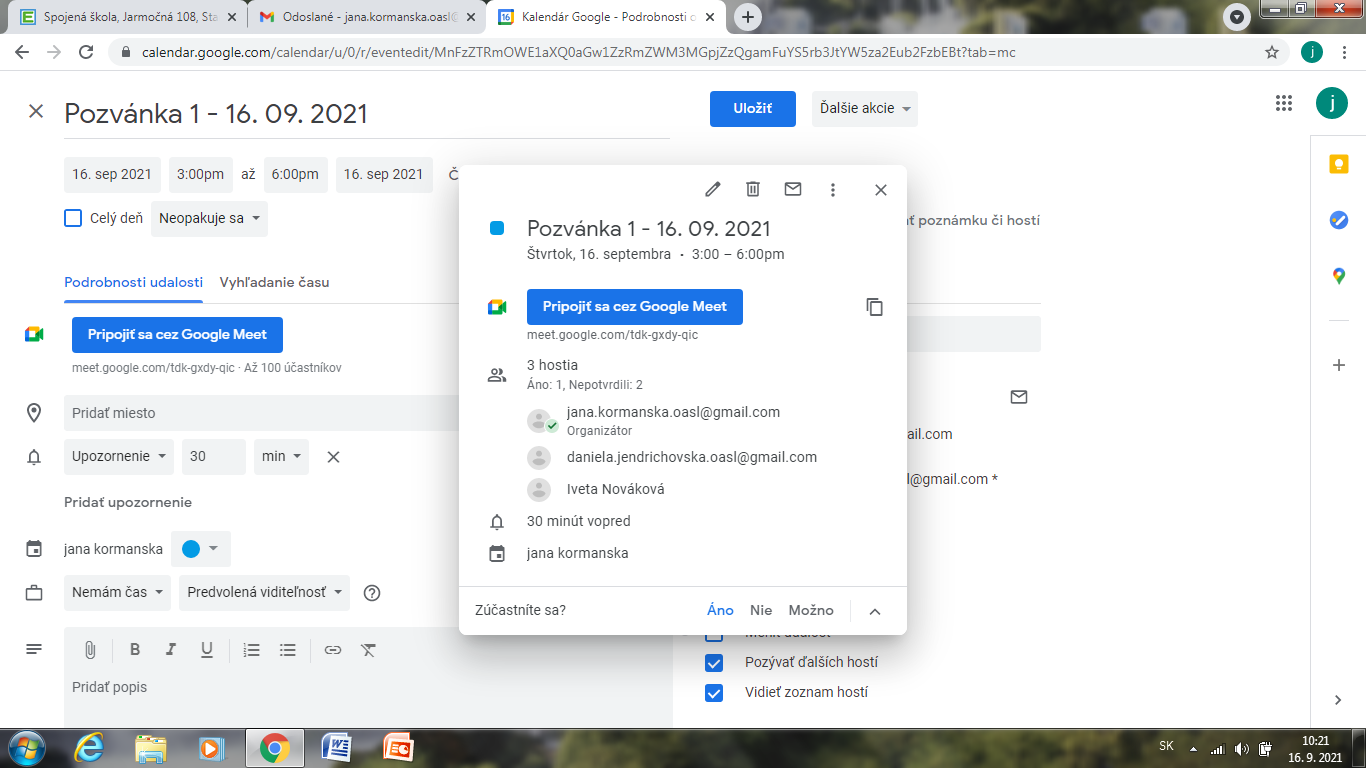 Spojená škola, Jarmočná 108, Sta
Odoslané - jana.kormanska.oasl@
Kalendár Google - Podrobnosti o
calendar.google.com/calendar/u/0/r/eventedit/MnFzZTRmOWE1aXQ0aGw1ZzRmZWM3MGpjZzQgamFuYS5rb3JtYW5za2Eub2FzbEBt?tab=mc
j
Pozvánka 1 - 16. 09. 2021
Uložiť
Ďalšie akcie
j
16. sep 2021 3:00pm až 6:00pm 16. sep 2021
Celý deň Neopakuje sa
Podrobnosti udalosti Vyhľadanie času
Pripojiť sa cez Google Meet
meet.google.com/tdk-gxdy-qic · Až 100 účastníkov
Pridať miesto
Upozornenie 30 min
Pridať upozornenie
jana kormanska
Nemám čas Predvolená viditeľnosť
B I U
Pridať popis
Pozvánka 1 - 16. 09. 2021
Štvrtok, 16. septembra · 3:00 – 6:00pm
Pripojiť sa cez Google Meet
meet.google.com/tdk-gxdy-qic
3 hostia
Áno: 1, Nepotvrdili: 2
jana.kormanska.oasl@gmail.com
Organizátor
daniela.jendrichovska.oasl@gmail.com
Iveta Nováková
30 minút vopred
jana kormanska
Zúčastníte sa? Áno Nie Možno
ať poznámku či hostí
ail.com
l@gmail.com *
Meniť udalosť
Pozývať ďalších hostí
Vidieť zoznam hostí
SK
10:21
16. 9. 2021